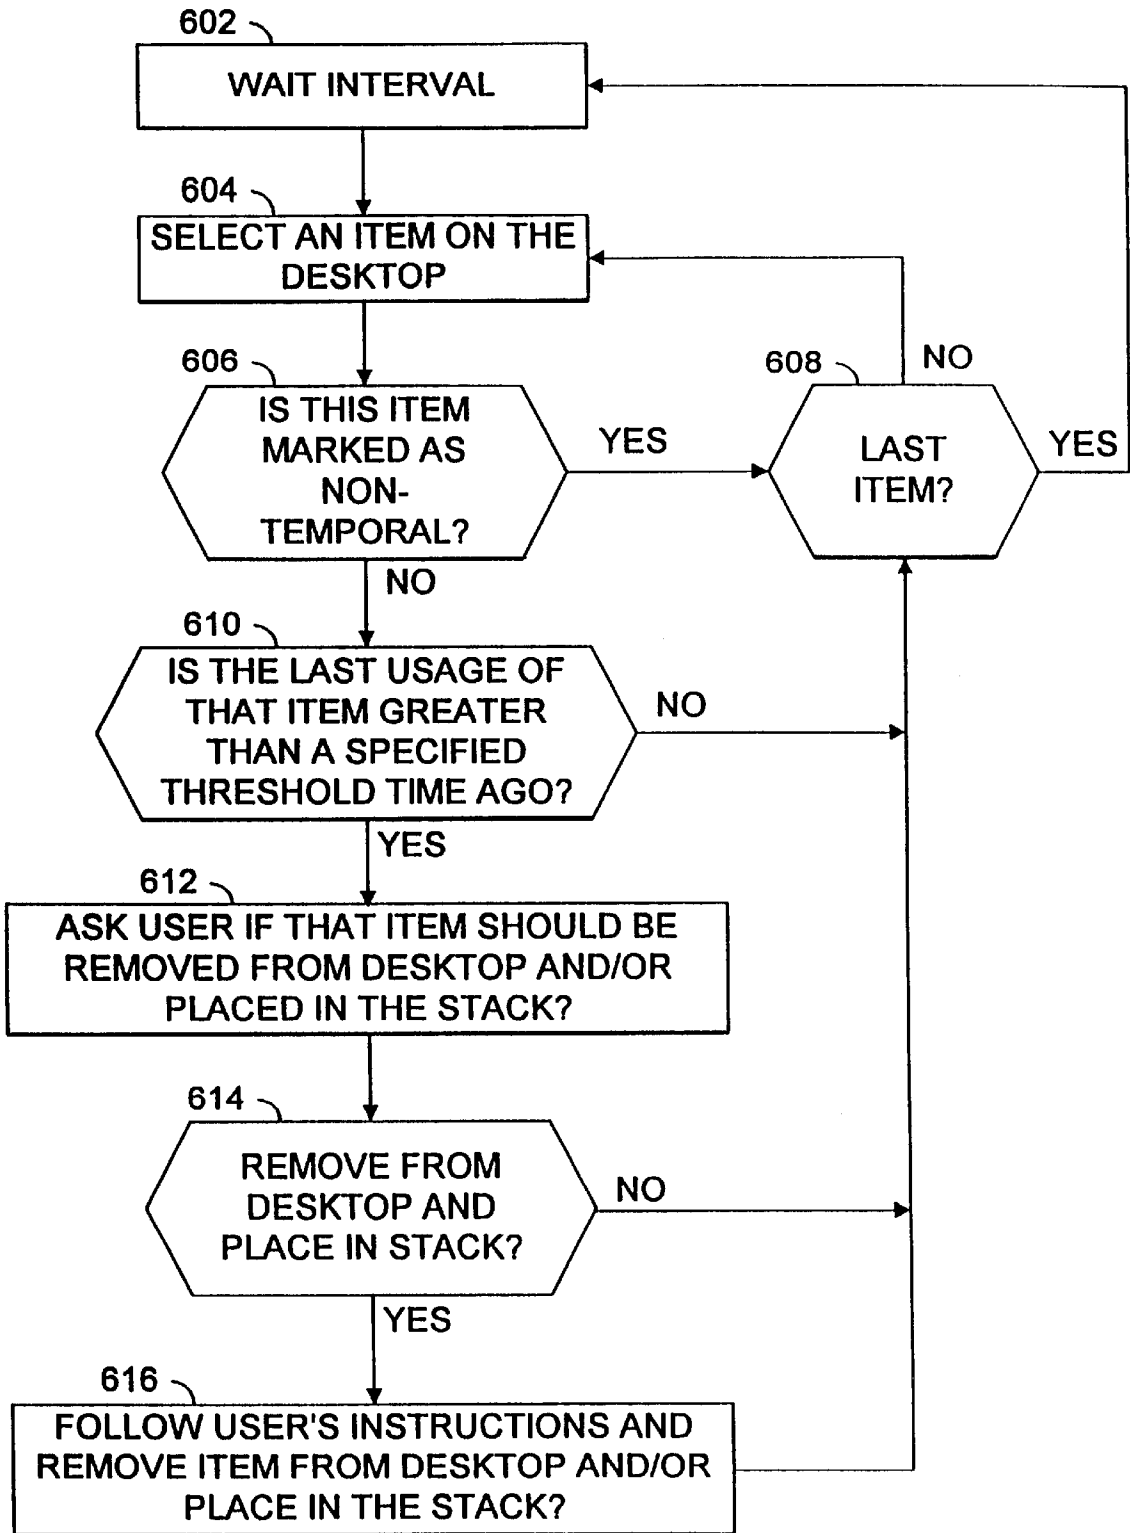 602
WAIT INTERVAL
604
SELECT AN ITEM ON THE
DESKTOP
606
IS THIS ITEM
MARKED AS
NON-
TEMPORAL?
YES
608
NO
LAST
ITEM?
YES
NO
610
IS THE LAST USAGE OF
THAT ITEM GREATER
THAN A SPECIFIED
THRESHOLD TIME AGO?
NO
YES
612
ASK USER IF THAT ITEM SHOULD BE
REMOVED FROM DESKTOP AND/OR
PLACED IN THE STACK?
614
REMOVE FROM
DESKTOP AND
PLACE IN STACK?
NO
YES
616
FOLLOW USER'S INSTRUCTIONS AND
REMOVE ITEM FROM DESKTOP AND/OR
PLACE IN THE STACK?